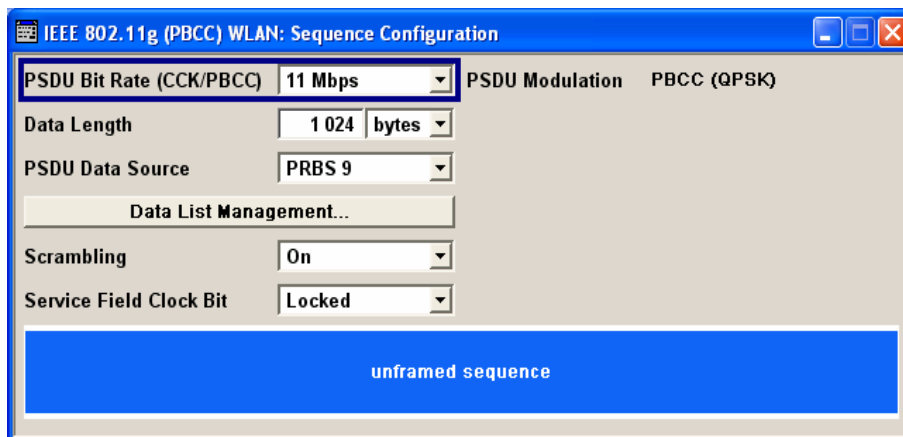 IEEE 802.11g (PBCC) WLAN: Sequence Configuration
PSDU Bit Rate (CCK/PBCC) 11 Mbps PSDU Modulation PBCC (QPSK)
Data Length 1 024 bytes
PSDU Data Source PRBS 9
Data List Management...
Scrambling On
Service Field Clock Bit Locked
unframed sequence